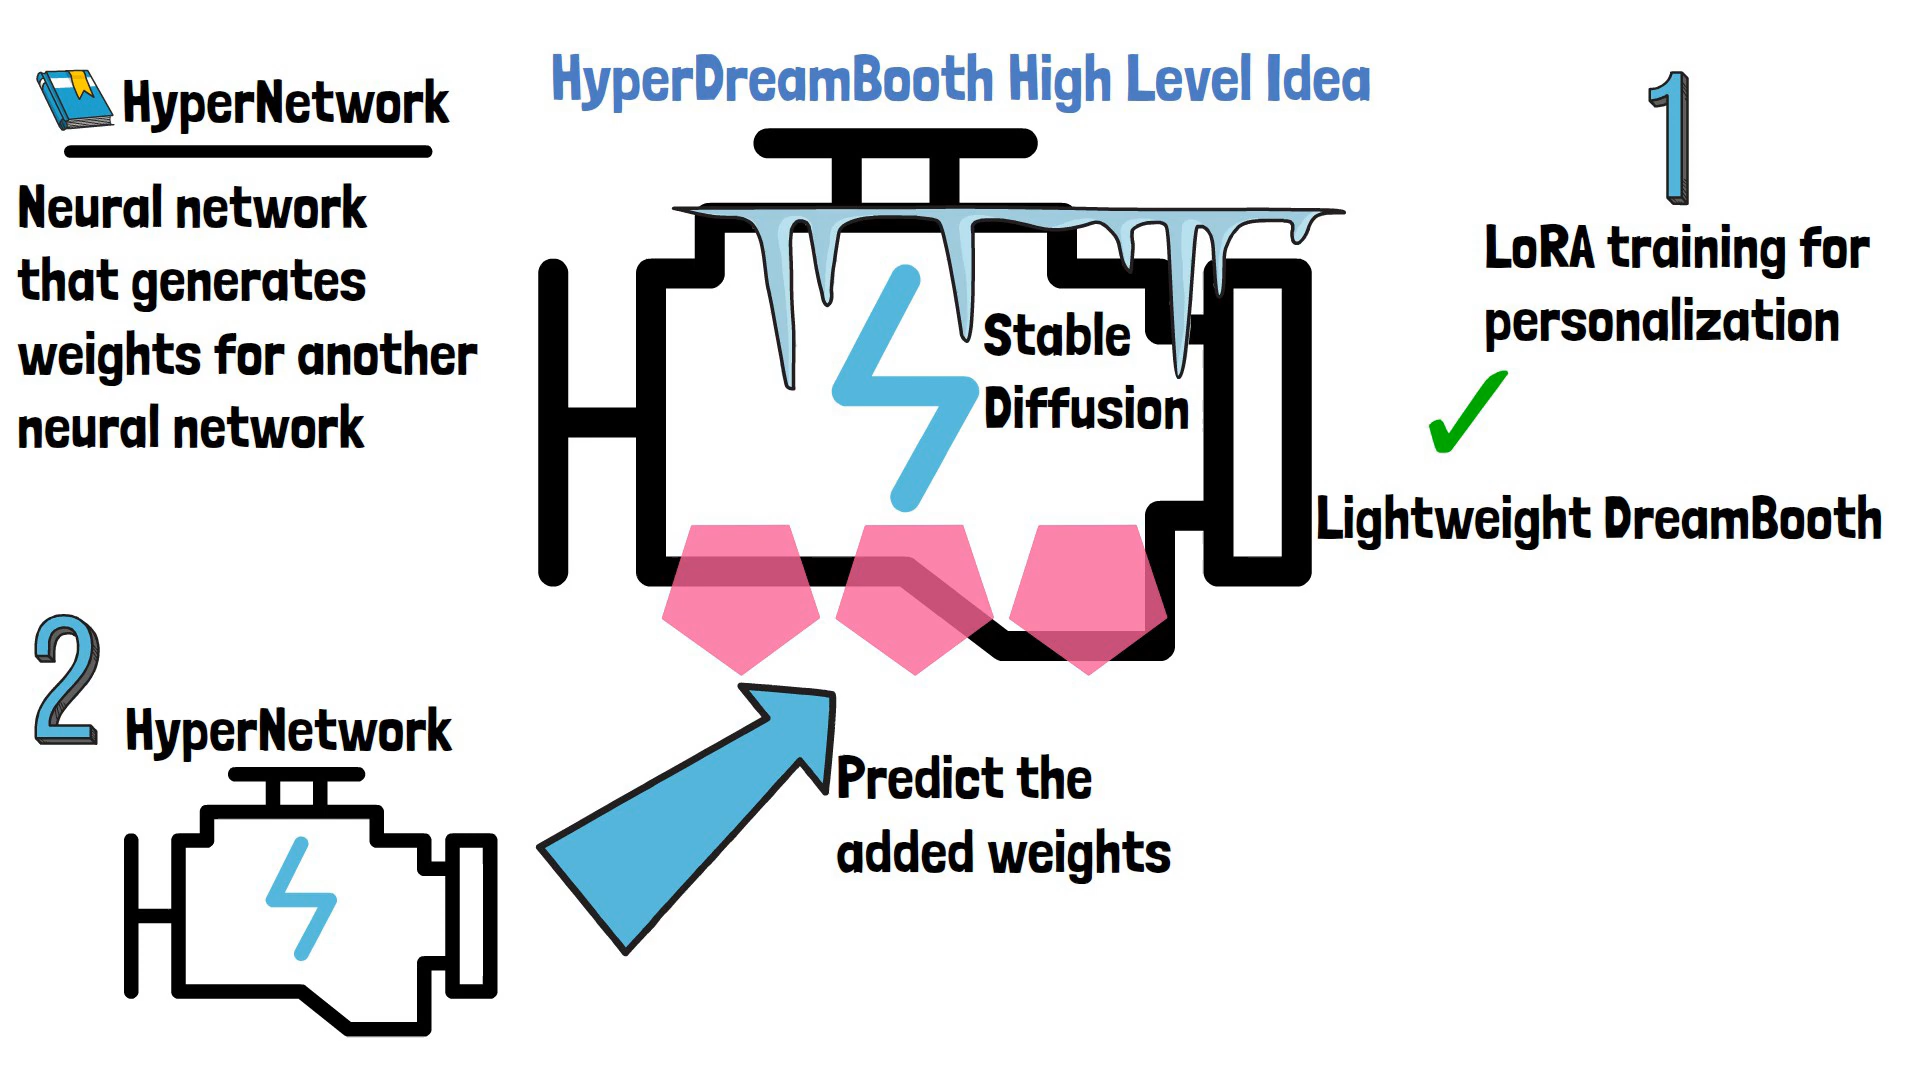 HyperDreamBooth High Level Idea
HyperNetwork
Neural network
that generates
weights for another
neural network
Stable
Diffusion
1
LoRA training for
personalization
Lightweight DreamBooth
2
HyperNetwork
Predict the
added weights